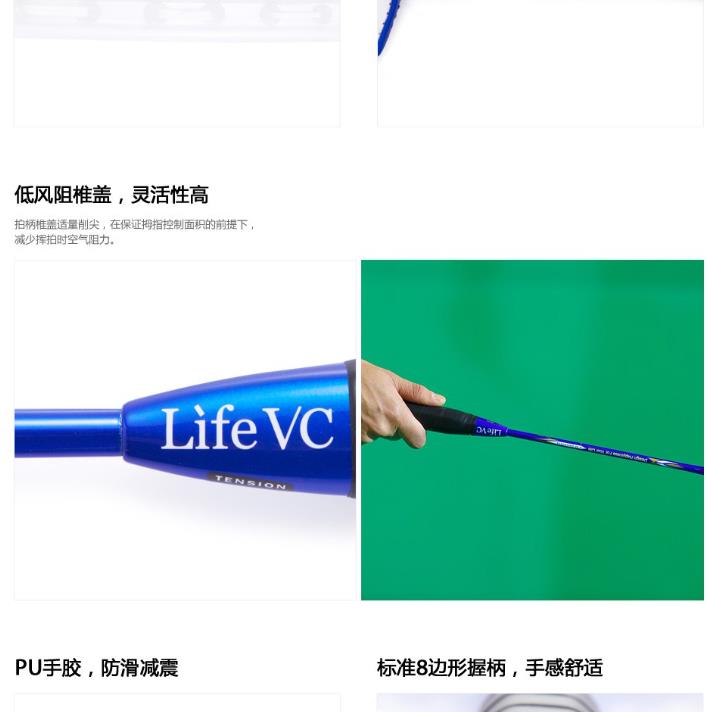 低风阻椎盖，灵活性高
拍柄椎盖适量削尖，在保证拇指控制面积的前提下，
减少挥拍时空气阻力。
Life VC
TENSION
Life VC
PU手胶，防滑减震
标准8边形握柄，手感舒适